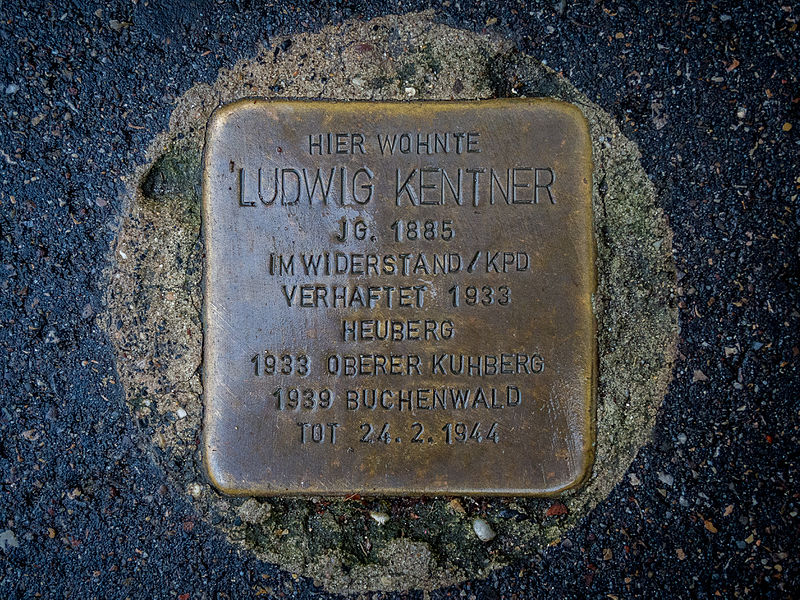 HIER WOHNTE
LUDWIG KENTNER
JG. 1885
IM WIDERSTAND/KPD
VERHAFTET 1933
HEUBERG
1933 OBERER KUHBERG
1939 BUCHENWALD
TOT 24.2.1944